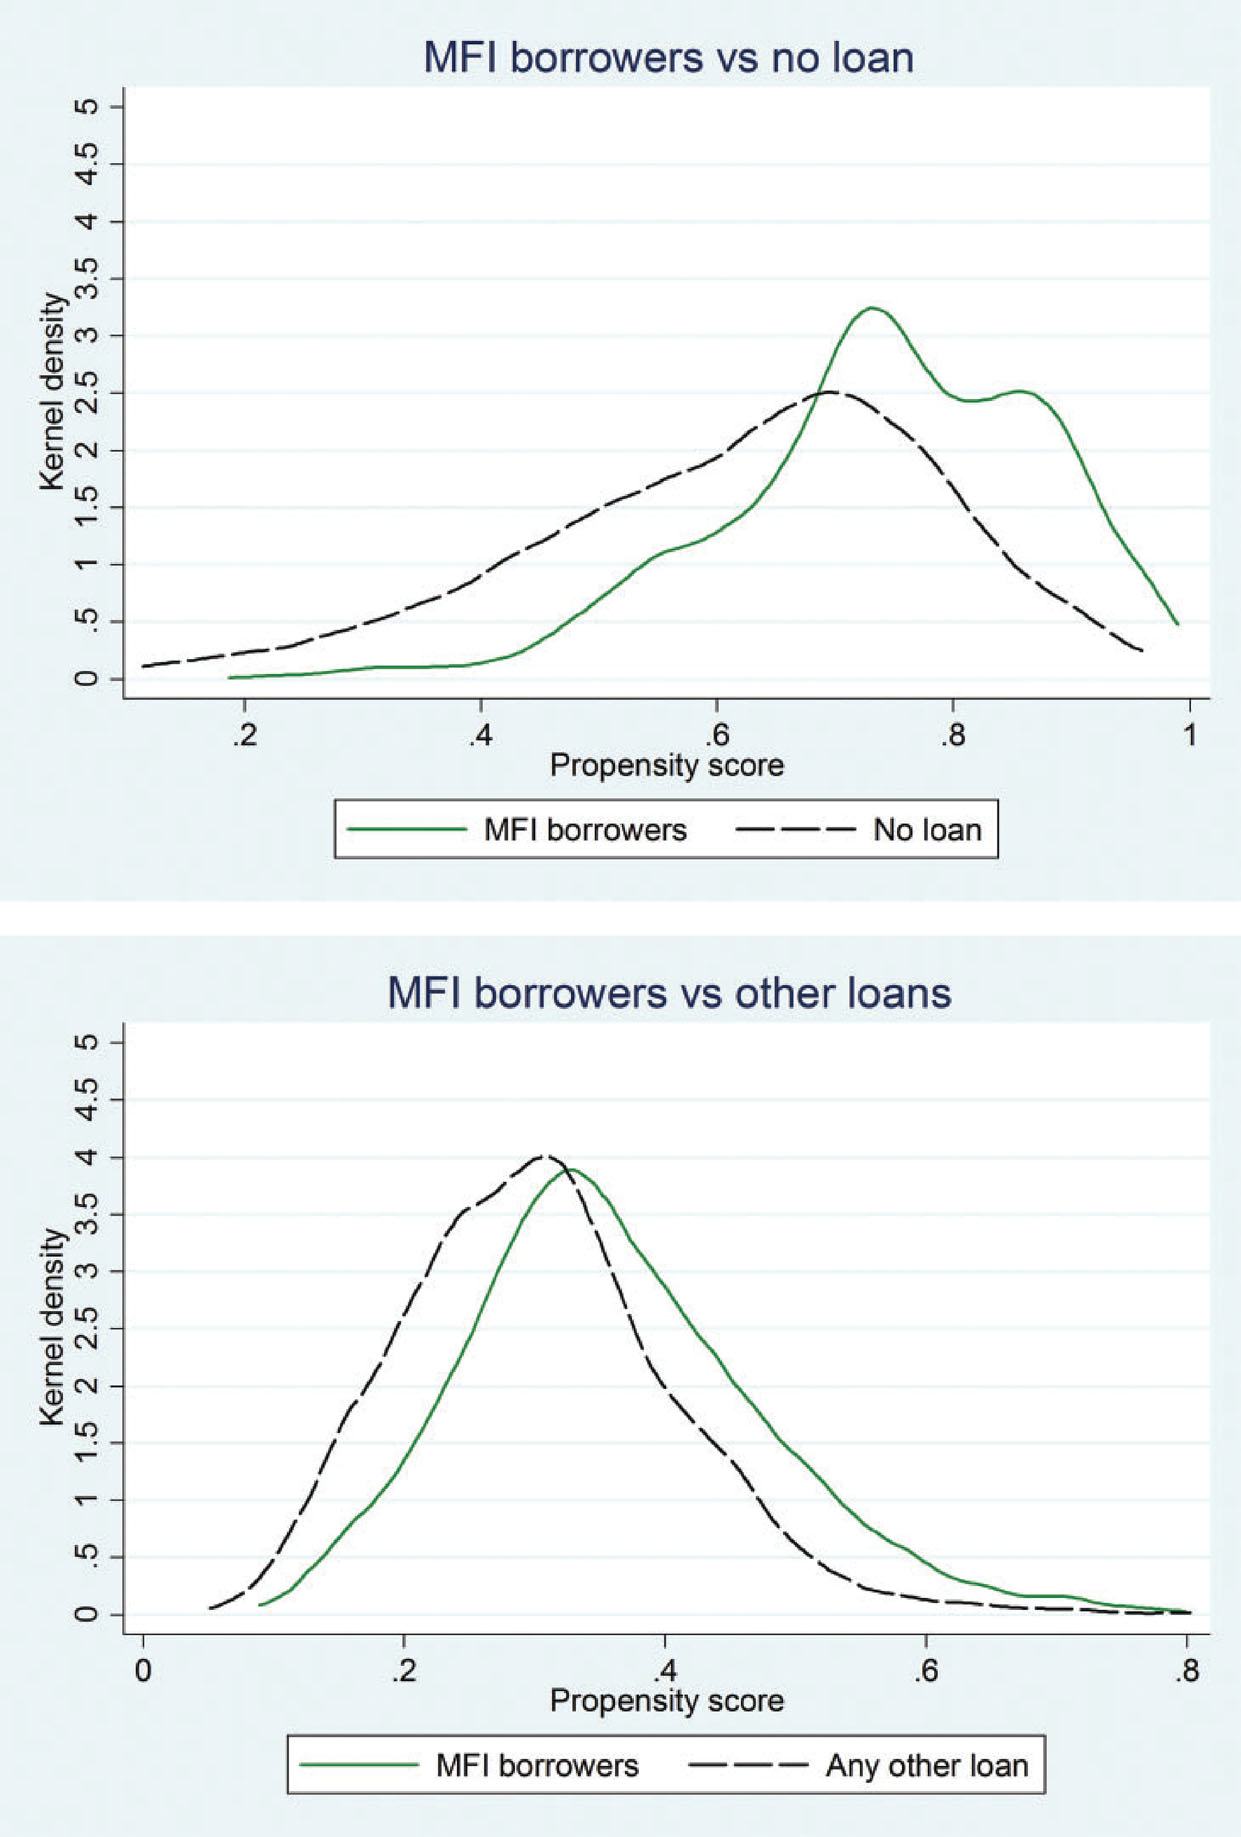 MFI borrowers vs no loan
5
4.5
4
3.5
3
2.5
2
1.5
1
.5
0
Kernel density
.2 .4 .6 .8 1
Propensity score
MFI borrowers No loan
MFI borrowers vs other loans
5
4.5
4
3.5
3
2.5
2
1.5
1
.5
0
Kernel density
0 .2 .4 .6 .8
Propensity score
MFI borrowers Any other loan